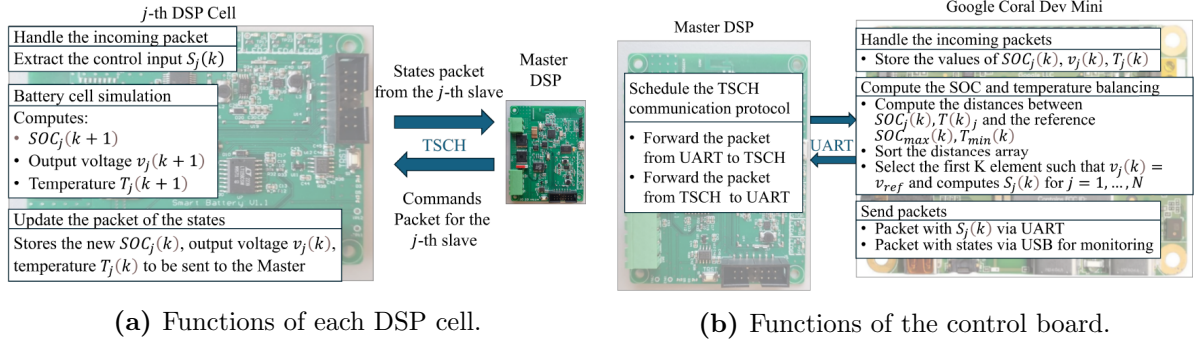 j-th DSP Cell
Handle the incoming packet
Extract the control input S_j(k)
Battery cell simulation
Computes:
• SOC_j(k + 1)
• Output voltage v_j(k + 1)
• Temperature T_j(k + 1)
Smart Battery V1.1
Update the packet of the states
Stores the new SOC_j(k), output voltage v_j(k),
temperature T_j(k) to be sent to the Master
States packet
from the j-th slave
TSCH
Commands
Packet for the
j-th slave
Master
DSP
(a) Functions of each DSP cell.
Master DSP
Schedule the TSCH
communication protocol
• Forward the packet
from UART to TSCH
• Forward the packet
from TSCH to UART
UART
Google Coral Dev Mini
Handle the incoming packets
• Store the values of SOC_j(k), v_j(k), T_j(k)
Compute the SOC and temperature balancing
• Compute the distances between
SOC_j(k), T(k)_j and the reference
SOC_max(k), T_min(k)
• Sort the distances array
• Select the first K element such that v_j(k) =
v_ref and computes S_j(k) for j = 1, ..., N
Send packets
• Packet with S_j(k) via UART
• Packet with states via USB for monitoring
(b) Functions of the control board.